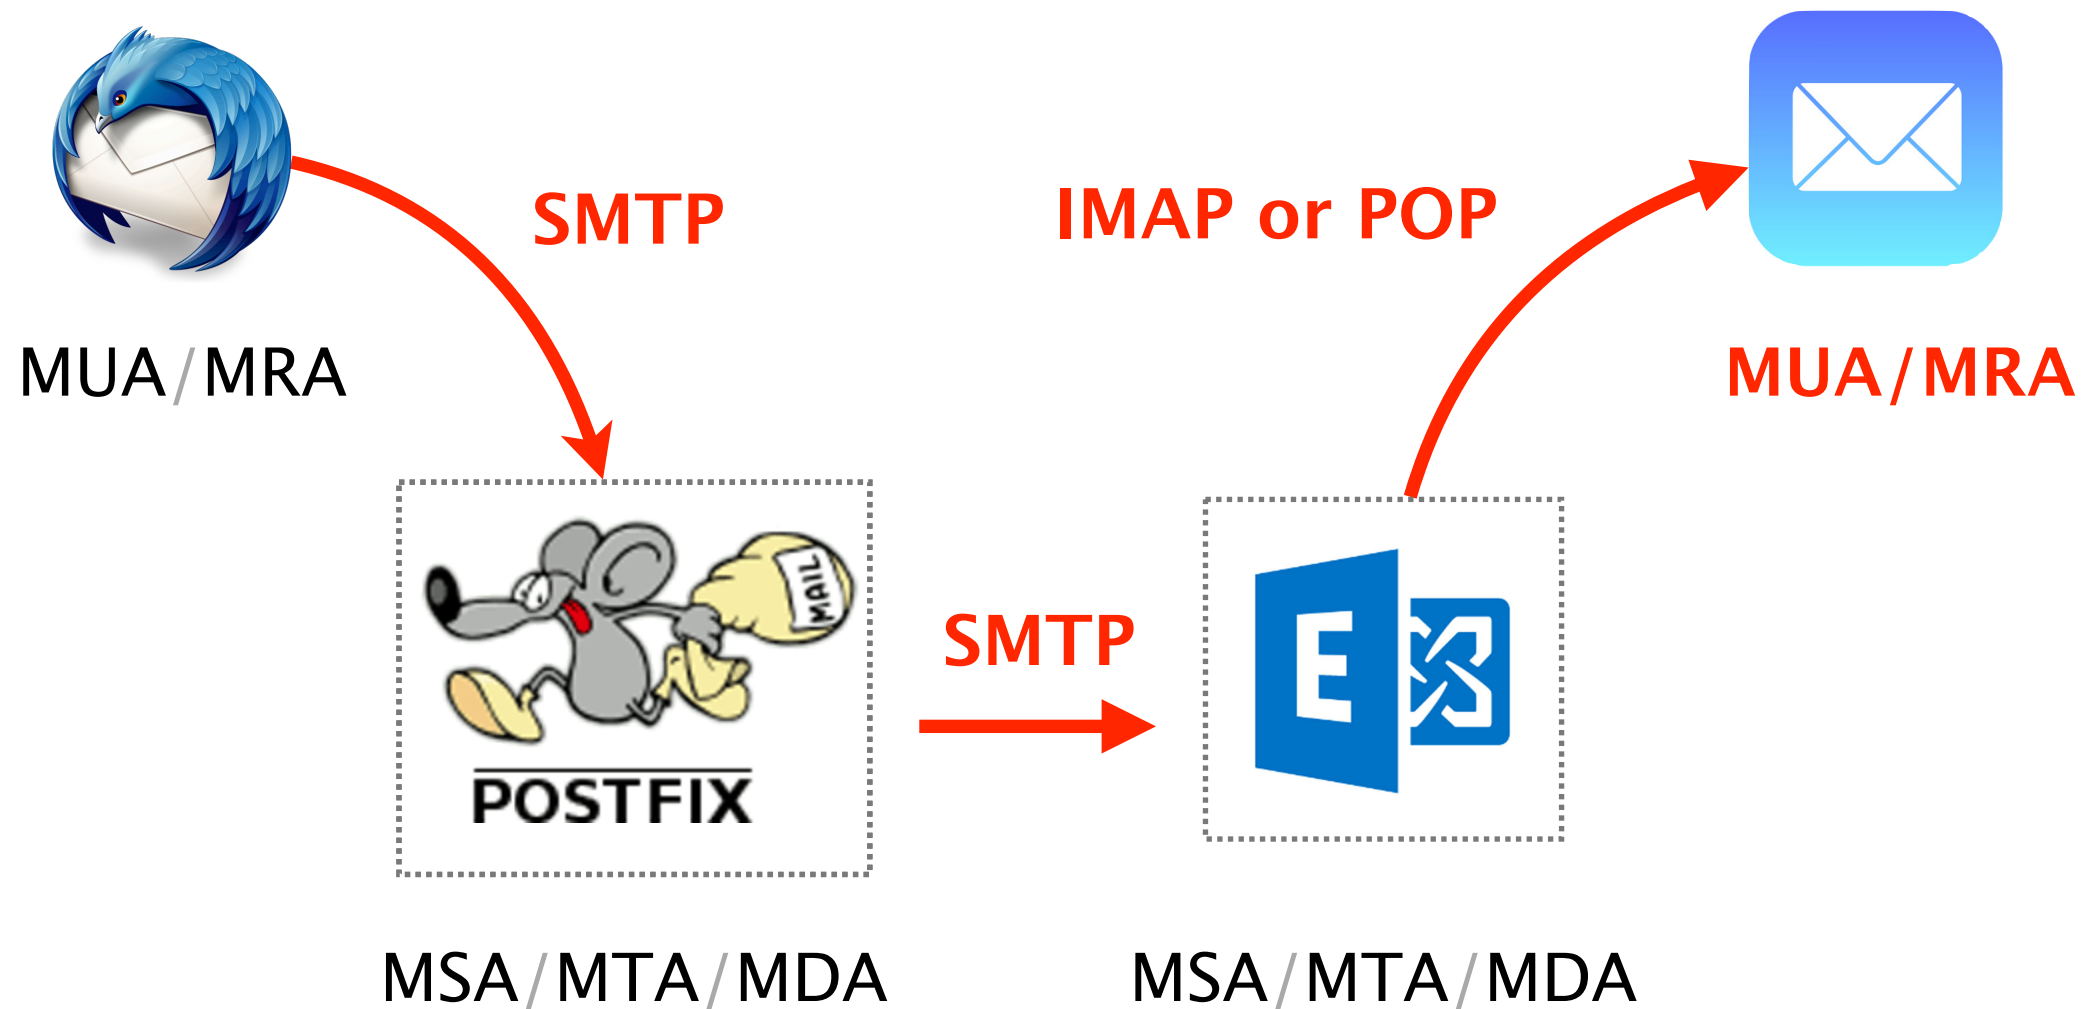 SMTP
IMAP or POP
MUA/MRA
MUA/MRA
MAIL
SMTP
E
POSTFIX
MSA/MTA/MDA
MSA/MTA/MDA